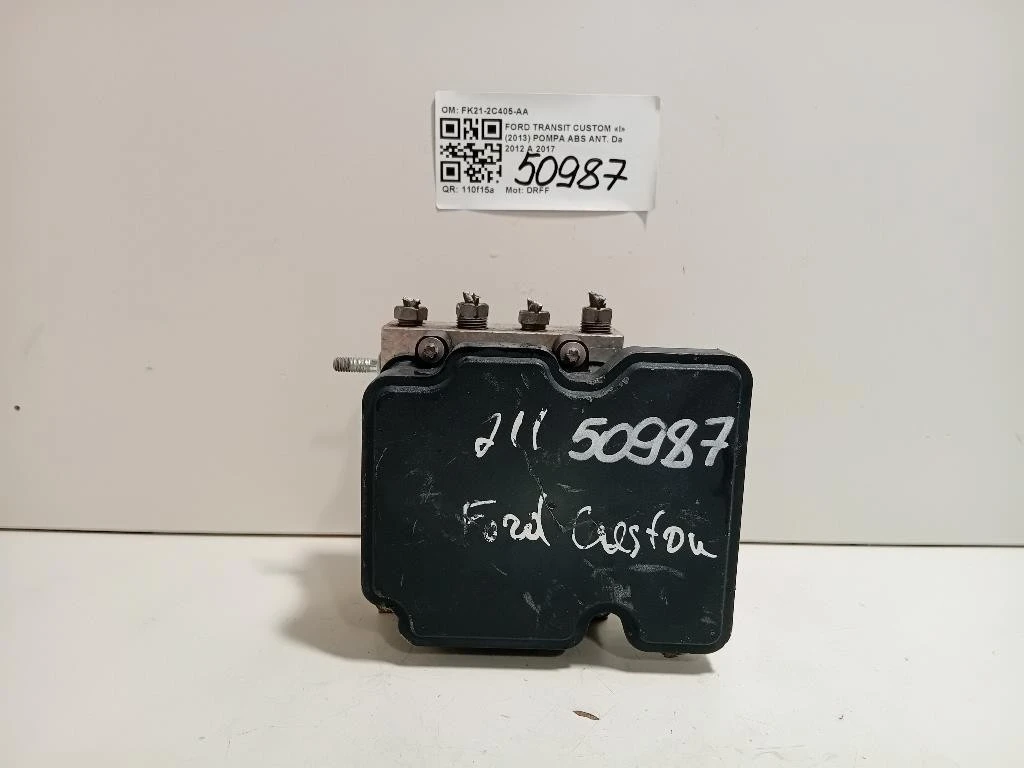 OM: FK21-2C405-AA
FORD TRANSIT CUSTOM «I»
(2013) POMPA ABS ANT. Da
2012 A 2017
50987
QR: 110f15a Mot: DRFF
211 50987
Ford Custom